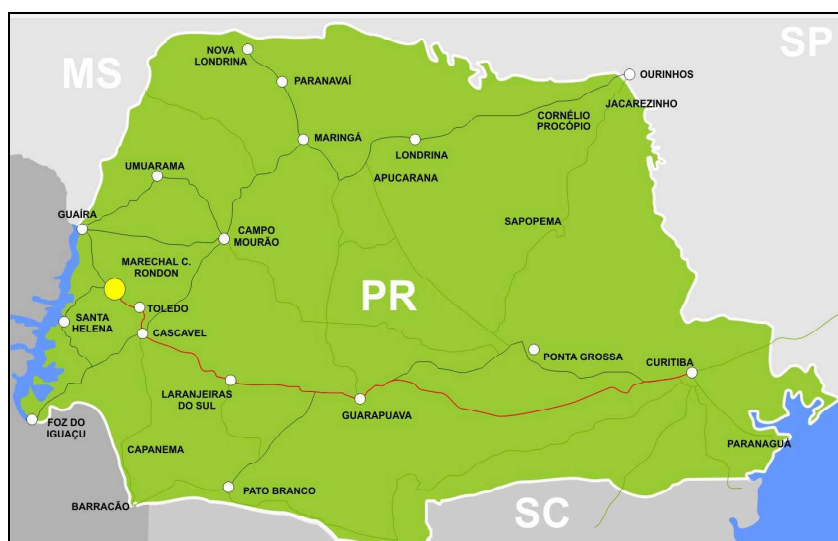 SP
MS
NOVA
LONDRINA
PARANAVAÍ
OURINHOS
JACAREZINHO
CORNÉLIO
PROCÓPIO
MARINGÁ
LONDRINA
UMUARAMA
APUCARANA
GUAÍRA
SAPOPEMA
CAMPO
MOURÃO
MARECHAL C.
RONDON
PR
TOLEDO
SANTA
HELENA
CASCAVEL
PONTA GROSSA
CURITIBA
LARANJEIRAS
DO SUL
GUARAPUAVA
FOZ DO
IGUAÇU
CAPANEMA
PARANAGUÁ
PATO BRANCO
BARRACÃO
SC